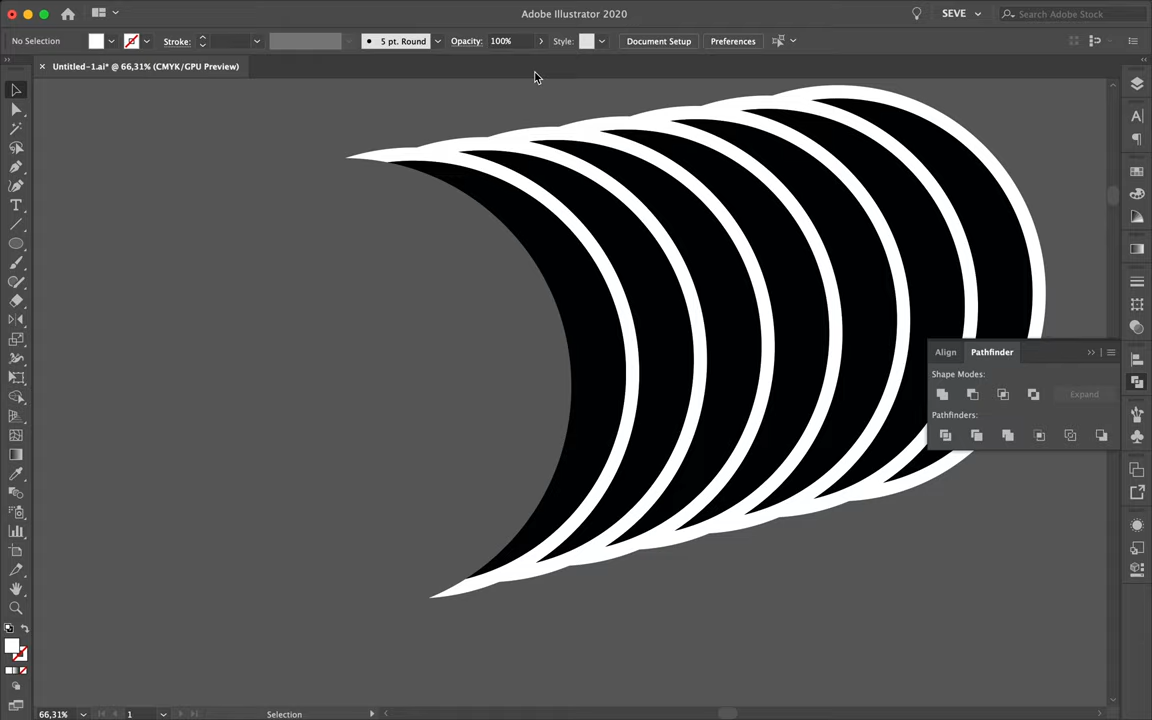 Adobe Illustrator 2020
SEVE
Search Adobe Stock
No Selection
Stroke:
5 pt. Round
Opacity:
100%
Style:
Document Setup
Preferences
Untitled-1.ai* @ 66,31% (CMYK/GPU Preview)
Align
Pathfinder
Shape Modes:
Expand
Pathfinders:
66,31%
1
Selection